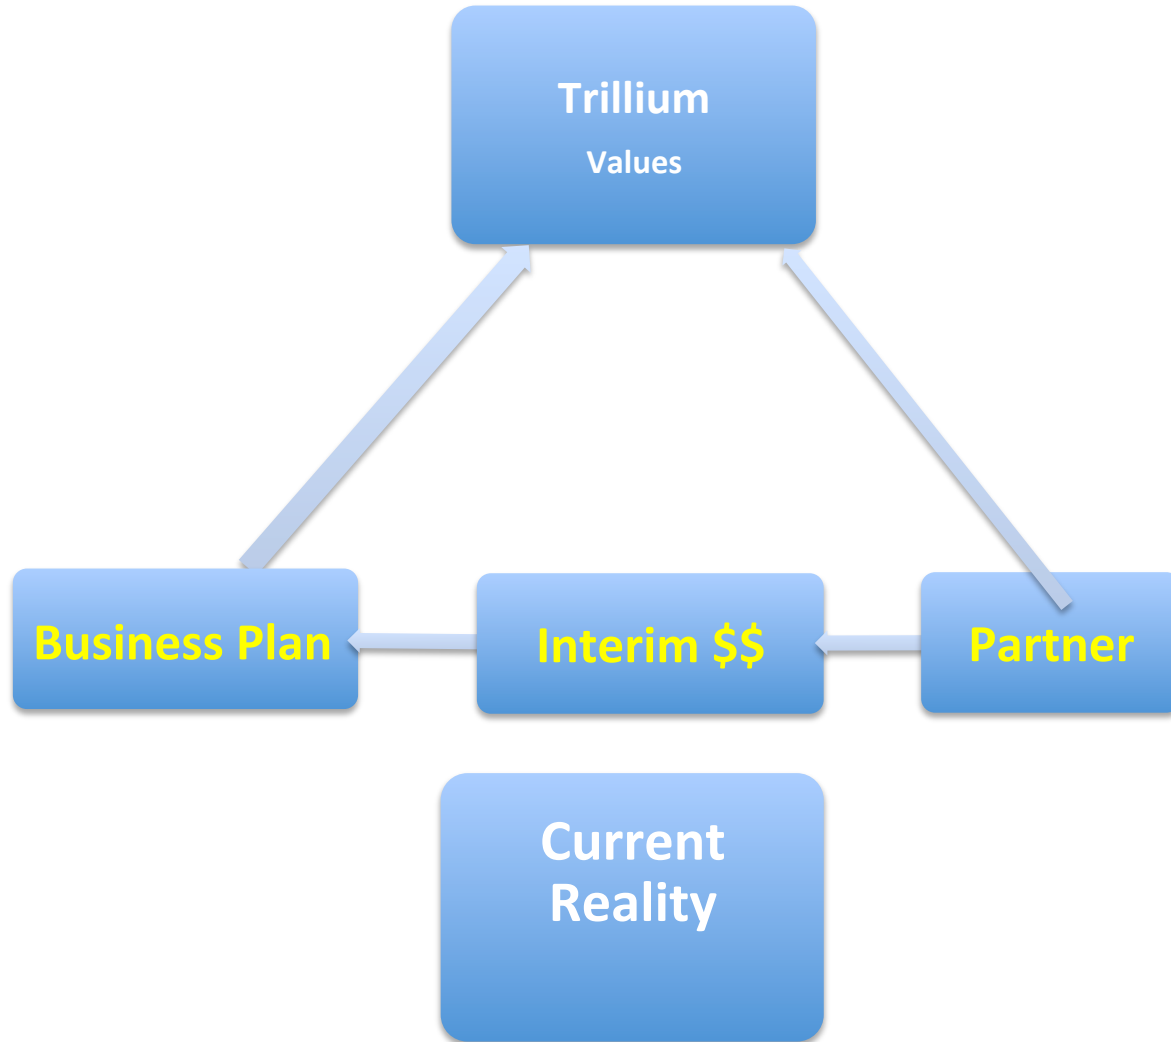 Trillium
Values
Business Plan
Interim $$
Partner
Current
Reality